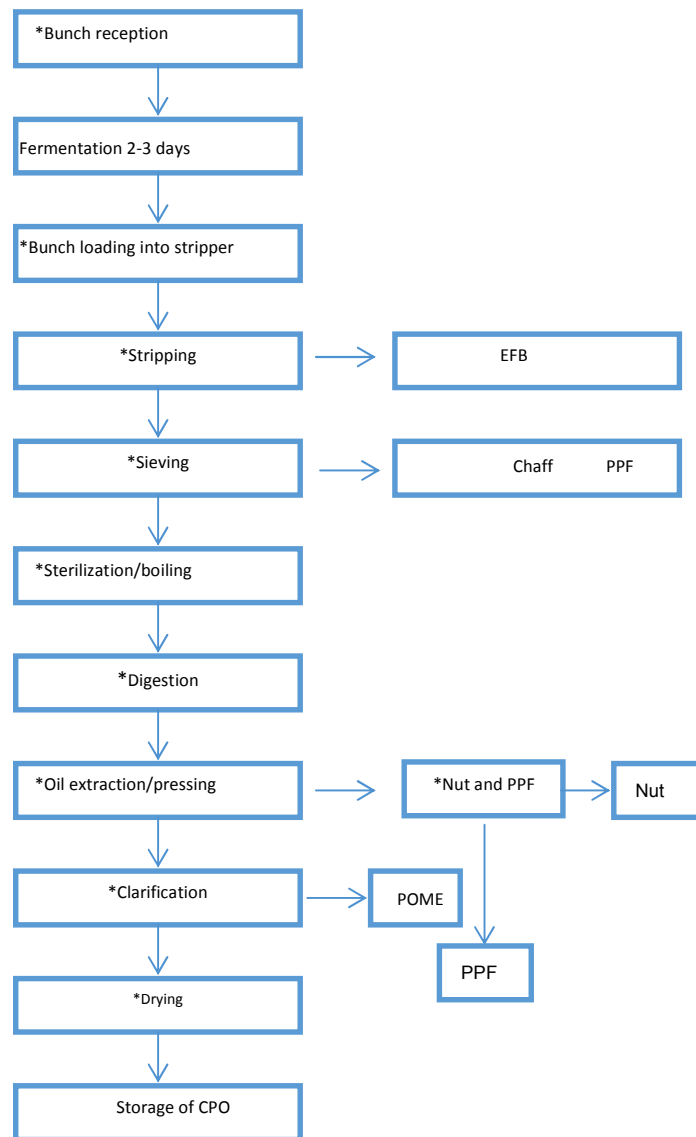 *Bunch reception
Fermentation 2-3 days
*Bunch loading into stripper
*Stripping
EFB
*Sieving
Chaff PPF
*Sterilization/boiling
*Digestion
*Oil extraction/pressing
*Nut and PPF
Nut
*Clarification
POME
PPF
*Drying
Storage of CPO